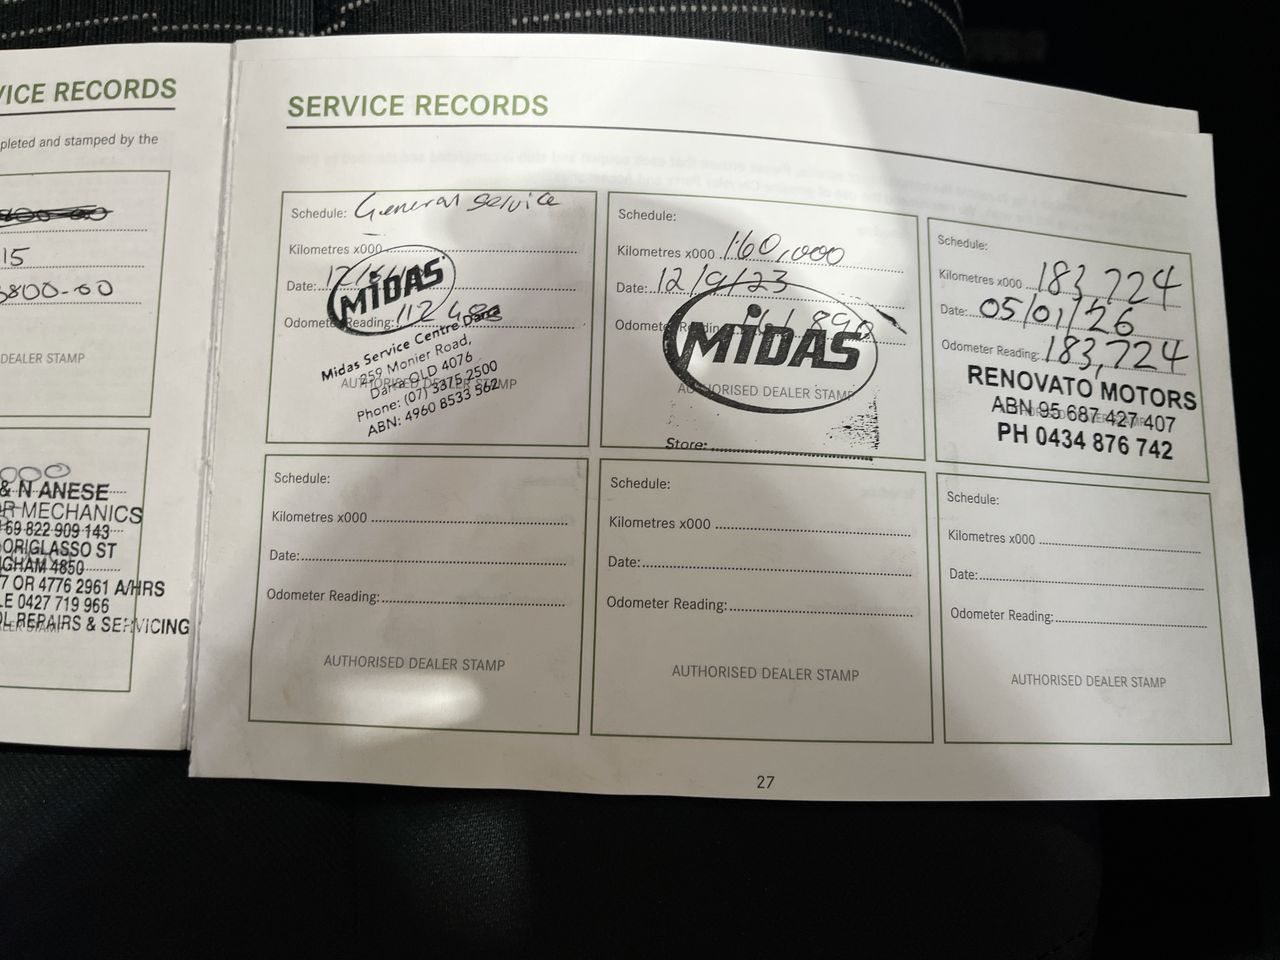 VICE RECORDS
pleted and stamped by the
15
800-00
DEALER STAMP
000
& N ANESE
OR MECHANICS
69 822 909 143
ORIGLASSO ST
GHAM 4850
7 OR 4776 2961 A/HRS
LE 0427 719 966
OL REPAIRS & SERVICING
SERVICE RECORDS
Schedule: General service
Kilometres x000
Date:
MIDAS
Odometer Reading:
Midas Service Centre Darra
259 Monier Road,
Darra QLD 4076
AUTHORISED DEALER STAMP
Phone: (07) 3375 2500
ABN: 4960 8533 562
Schedule:
Kilometres x000 160,000
Date: 12/9/23
Odometer Reading:
MIDAS
AUTHORISED DEALER STAMP
Store:
Schedule:
Kilometres x000 183,724
Date: 05/01/26
Odometer Reading: 183,724
RENOVATO MOTORS
ABN 95 687 427 407
PH 0434 876 742
Schedule:
Kilometres x000
Date:
Odometer Reading:
AUTHORISED DEALER STAMP
Schedule:
Kilometres x000
Date:
Odometer Reading:
AUTHORISED DEALER STAMP
Schedule:
Kilometres x000
Date:
Odometer Reading:
AUTHORISED DEALER STAMP
27